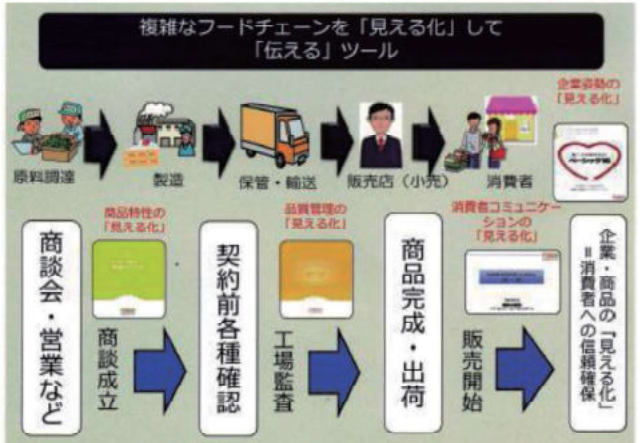 複雑なフードチェーンを「見える化」して
「伝える」ツール
企業姿勢の
「見える化」
原料調達
製造
保管・輸送
販売店（小売）
消費者
ベーシック編
商品特性の
「見える化」
品質管理の
「見える化」
消費者コミュニケー
ションの
「見える化」
商談会・営業など
商談成立
契約前各種確認
工場監査
商品完成・出荷
販売開始
企業・商品の「見える化」
＝消費者への信頼確保